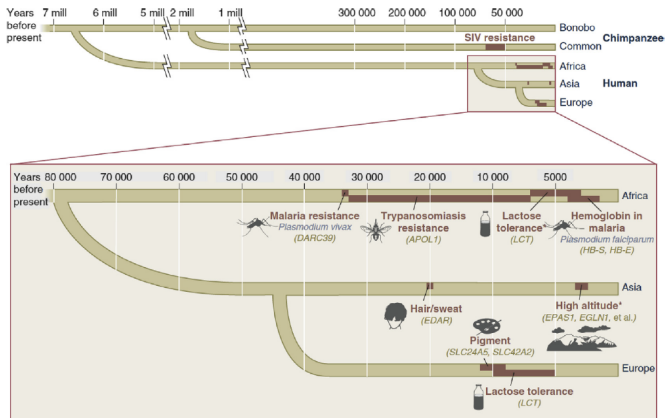 Years before present
7 mill 6 mill 5 mill 2 mill 1 mill 300 000 200 000 100 000 50 000
Bonobo
Chimpanzee
SIV resistance
Common
Africa
Asia
Human
Europe
Years before present
80 000 70 000 60 000 50 000 40 000 30 000 20 000 10 000 5000
Africa
Malaria resistance
Plasmodium vivax
(DARC39)
Trypanosomiasis
resistance
(APOL1)
Lactose
tolerance*
(LCT)
Hemoglobin in
malaria
Plasmodium falciparum
(HB-S, HB-E)
Asia
Hair/sweat
(EDAR)
High altitude*
(EPAS1, EGLN1, et al.)
Pigment
(SLC24A5, SLC42A2)
Europe
Lactose tolerance
(LCT)